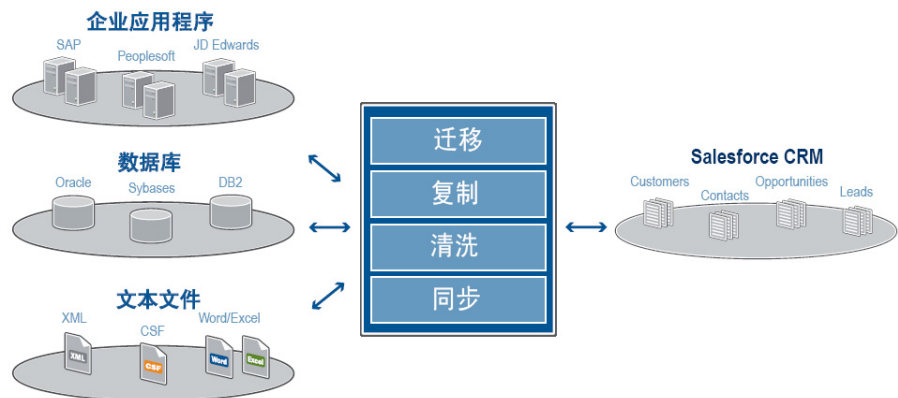 企业应用程序
SAP
Peoplesoft
JD Edwards
数据库
Oracle
Sybases
DB2
文本文件
XML
CSF
Word/Excel
XML
CSF
Word
Excel
迁移
复制
清洗
同步
Salesforce CRM
Customers
Contacts
Opportunities
Leads